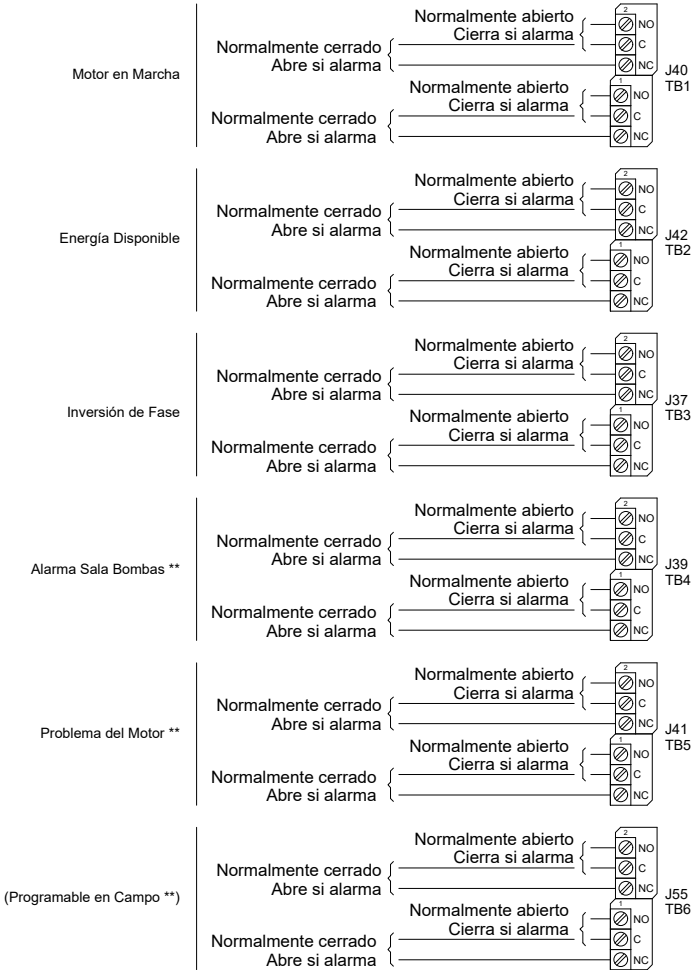 Motor en Marcha
Normalmente abierto
Cierra si alarma
Normalmente cerrado
Abre si alarma
2
NO
C
NC
Normalmente abierto
Cierra si alarma
Normalmente cerrado
Abre si alarma
1
NO
C
NC
J40
TB1
Energía Disponible
Normalmente abierto
Cierra si alarma
Normalmente cerrado
Abre si alarma
2
NO
C
NC
Normalmente abierto
Cierra si alarma
Normalmente cerrado
Abre si alarma
1
NO
C
NC
J42
TB2
Inversión de Fase
Normalmente abierto
Cierra si alarma
Normalmente cerrado
Abre si alarma
2
NO
C
NC
Normalmente abierto
Cierra si alarma
Normalmente cerrado
Abre si alarma
1
NO
C
NC
J37
TB3
Alarma Sala Bombas **
Normalmente abierto
Cierra si alarma
Normalmente cerrado
Abre si alarma
2
NO
C
NC
Normalmente abierto
Cierra si alarma
Normalmente cerrado
Abre si alarma
1
NO
C
NC
J39
TB4
Problema del Motor **
Normalmente abierto
Cierra si alarma
Normalmente cerrado
Abre si alarma
2
NO
C
NC
Normalmente abierto
Cierra si alarma
Normalmente cerrado
Abre si alarma
1
NO
C
NC
J41
TB5
(Programable en Campo **)
Normalmente abierto
Cierra si alarma
Normalmente cerrado
Abre si alarma
2
NO
C
NC
Normalmente abierto
Cierra si alarma
Normalmente cerrado
Abre si alarma
1
NO
C
NC
J55
TB6